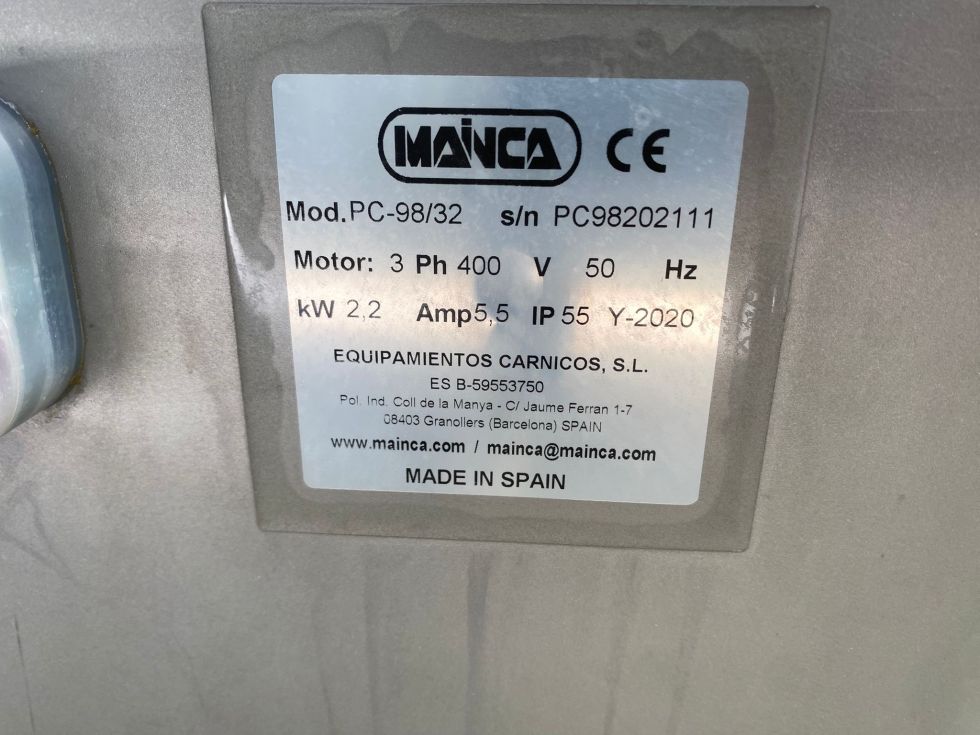 MAINCA CE
Mod.PC-98/32 s/n PC98202111
Motor: 3 Ph 400 V 50 Hz
kW 2,2 Amp5,5 IP 55 Y-2020
EQUIPAMIENTOS CARNICOS, S.L.
ES B-59553750
Pol. Ind. Coll de la Manya - C/ Jaume Ferran 1-7
08403 Granollers (Barcelona) SPAIN
www.mainca.com / mainca@mainca.com
MADE IN SPAIN